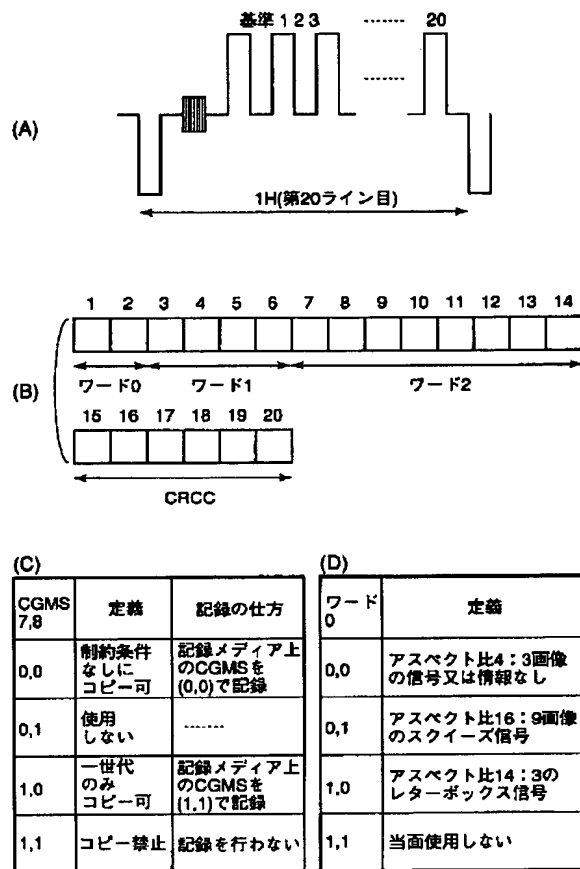 基準 1 2 3 ------- 20
-------
(A)
1H(第20ライン目)
1 2 3 4 5 6 7 8 9 10 11 12 13 14
ワード0 ワード1 ワード2
(B)
15 16 17 18 19 20
CRCC
(C)
CGMS
7,8
定義
記録の仕方
0,0
制約条件
なしに
コピー可
記録メディア上
のCGMSを
(0,0)で記録
0,1
使用
しない
------
1,0
一世代
のみ
コピー可
記録メディア上
のCGMSを
(1,1)で記録
1,1
コピー禁止
記録を行わない
(D)
ワード
0
定義
0,0
アスペクト比4：3画像
の信号又は情報なし
0,1
アスペクト比16：9画像
のスクイーズ信号
1,0
アスペクト比14：3の
レターボックス信号
1,1
当面使用しない